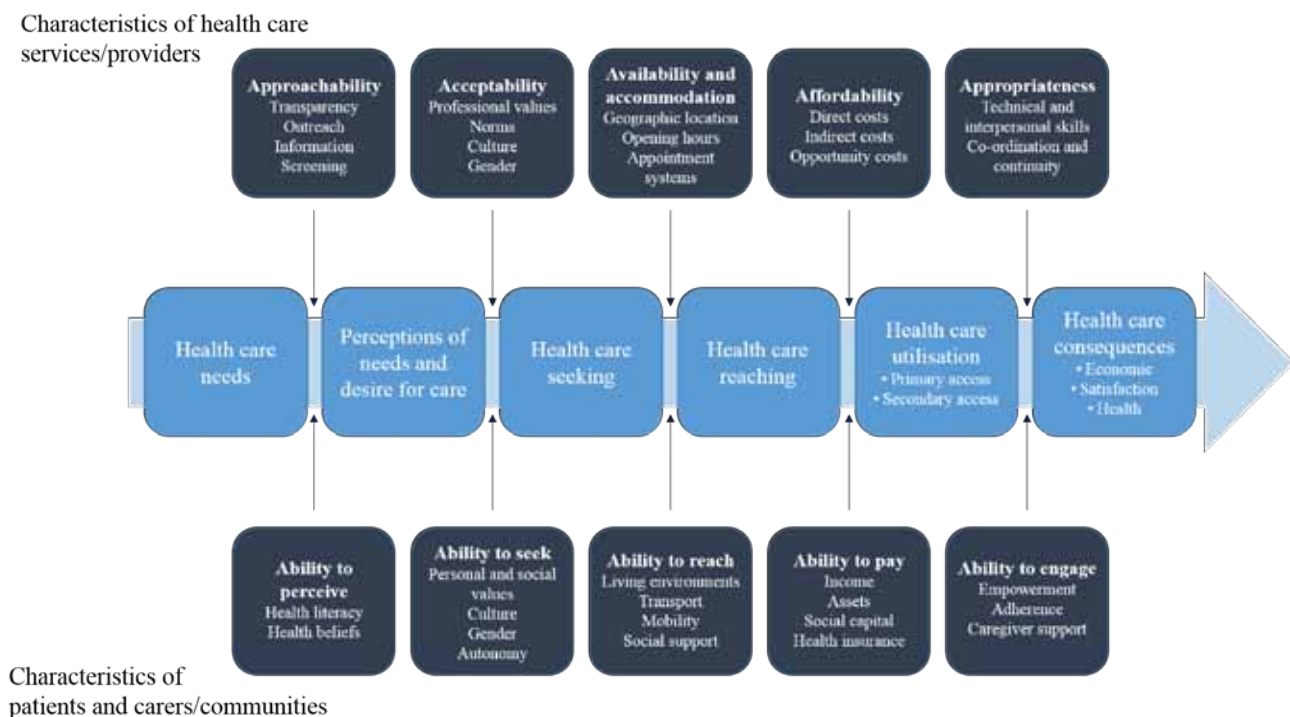 Characteristics of health care
services/providers
Approachability
Transparency
Outreach
Information
Screening
Acceptability
Professional values
Norms
Culture
Gender
Availability and
accommodation
Geographic location
Opening hours
Appointment
systems
Affordability
Direct costs
Indirect costs
Opportunity costs
Appropriateness
Technical and
interpersonal skills
Co-ordination and
continuity
Health care
needs
Perceptions of
needs and
desire for care
Health care
seeking
Health care
reaching
Health care
utilisation
• Primary access
• Secondary access
Health care
consequences
• Economic
• Satisfaction
• Health
Ability to
perceive
Health literacy
Health beliefs
Ability to seek
Personal and social
values
Culture
Gender
Autonomy
Ability to reach
Living environments
Transport
Mobility
Social support
Ability to pay
Income
Assets
Social capital
Health insurance
Ability to engage
Empowerment
Adherence
Caregiver support
Characteristics of
patients and carers/communities